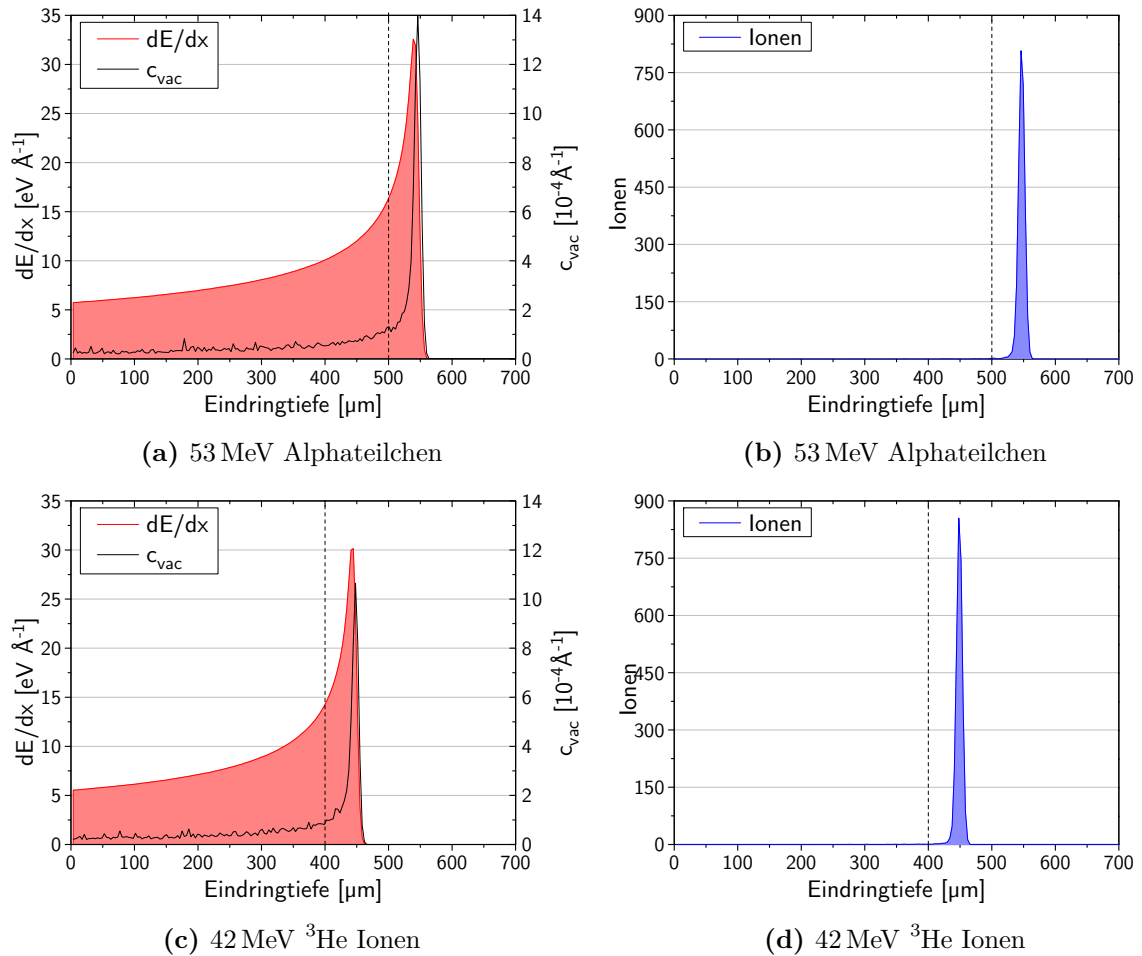 dE/dx
c_vac
35
30
25
20
15
10
5
0
dE/dx [eV Å⁻¹]
14
12
10
8
6
4
2
0
c_vac [10⁻⁴Å⁻¹]
0 100 200 300 400 500 600 700
Eindringtiefe [µm]
(a) 53 MeV Alphateilchen
Ionen
900
750
600
450
300
150
0
Ionen
0 100 200 300 400 500 600 700
Eindringtiefe [µm]
(b) 53 MeV Alphateilchen
dE/dx
c_vac
35
30
25
20
15
10
5
0
dE/dx [eV Å⁻¹]
14
12
10
8
6
4
2
0
c_vac [10⁻⁴Å⁻¹]
0 100 200 300 400 500 600 700
Eindringtiefe [µm]
(c) 42 MeV ³He Ionen
Ionen
900
750
600
450
300
150
0
Ionen
0 100 200 300 400 500 600 700
Eindringtiefe [µm]
(d) 42 MeV ³He Ionen